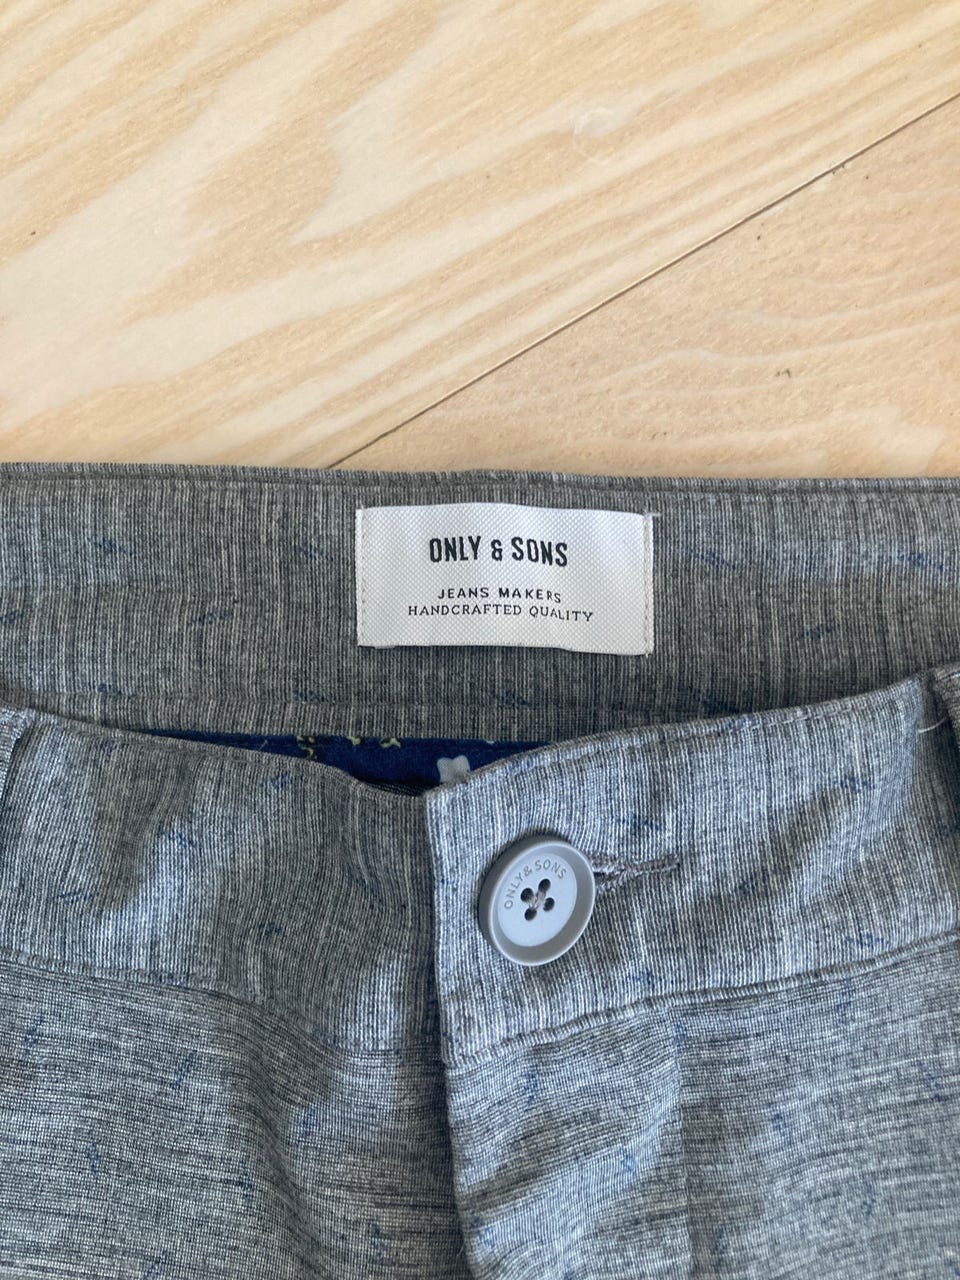 ONLY & SONS
JEANS MAKERS
HANDCRAFTED QUALITY
ONLY & SONS